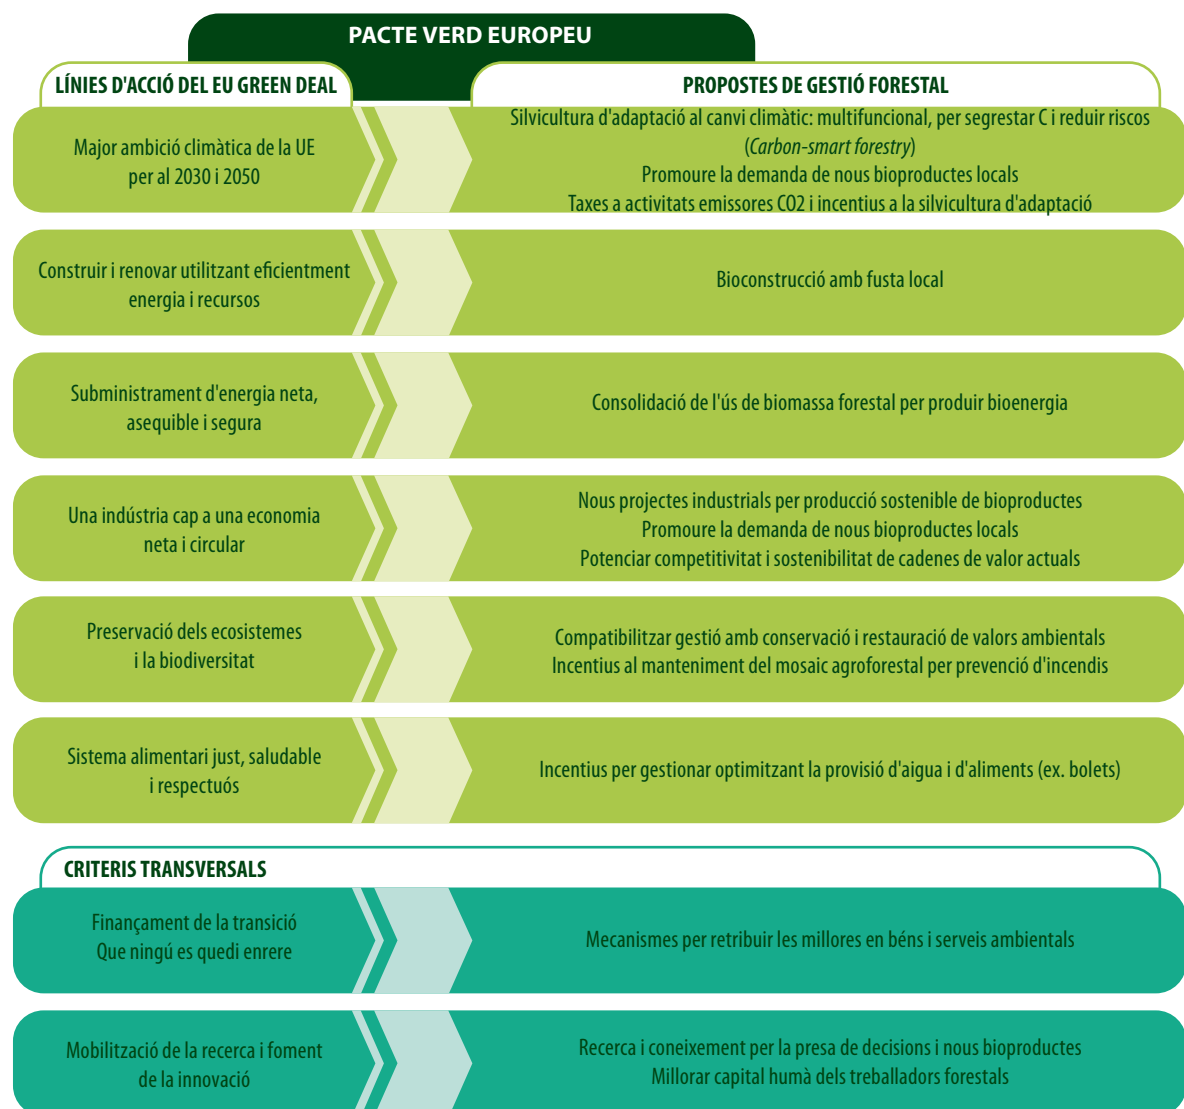 PACTE VERD EUROPEU
LÍNIES D'ACCIÓ DEL EU GREEN DEAL
PROPOSTES DE GESTIÓ FORESTAL
Major ambició climàtica de la UE
per al 2030 i 2050
Silvicultura d'adaptació al canvi climàtic: multifuncional, per segrestar C i reduir riscos
(Carbon-smart forestry)
Promoure la demanda de nous bioproductes locals
Taxes a activitats emissores CO2 i incentius a la silvicultura d'adaptació
Construir i renovar utilitzant eficientment
energia i recursos
Bioconstrucció amb fusta local
Subministrament d'energia neta,
asequible i segura
Consolidació de l'ús de biomassa forestal per produir bioenergia
Una indústria cap a una economia
neta i circular
Nous projectes industrials per producció sostenible de bioproductes
Promoure la demanda de nous bioproductes locals
Potenciar competitivitat i sostenibilitat de cadenes de valor actuals
Preservació dels ecosistemes
i la biodiversitat
Compatibilitzar gestió amb conservació i restauració de valors ambientals
Incentius al manteniment del mosaic agroforestal per prevenció d'incendis
Sistema alimentari just, saludable
i respectuós
Incentius per gestionar optimitzant la provisió d'aigua i d'aliments (ex. bolets)
CRITERIS TRANSVERSALS
Finançament de la transició
Que ningú es quedi enrere
Mecanismes per retribuir les millores en béns i serveis ambientals
Mobilització de la recerca i foment
de la innovació
Recerca i coneixement per la presa de decisions i nous bioproductes
Millorar capital humà dels treballadors forestals